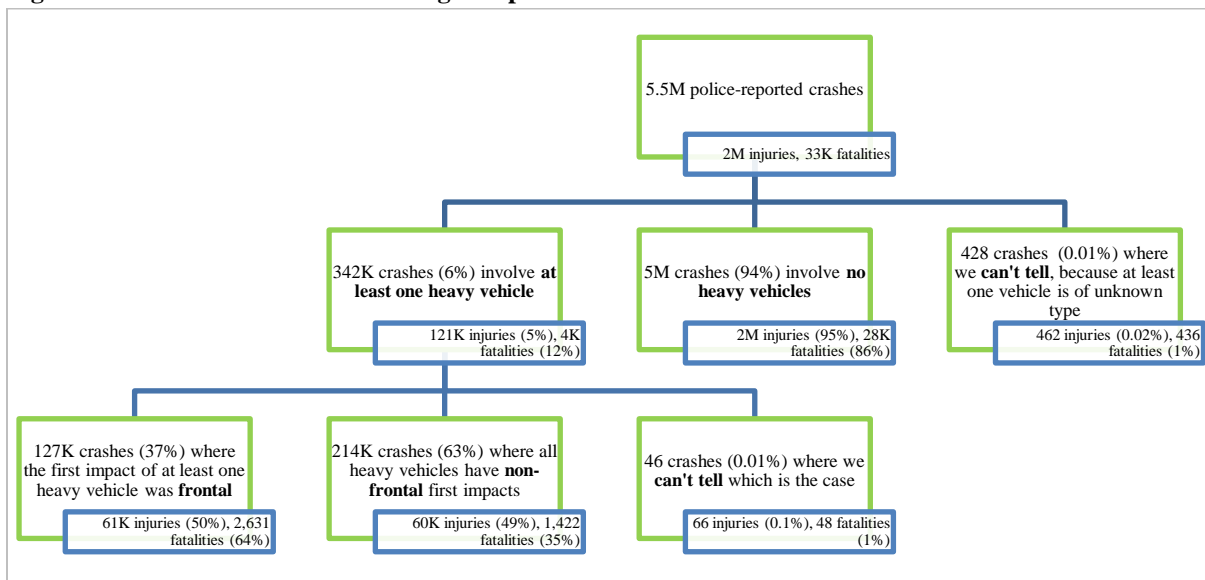 5.5M police-reported crashes
2M injuries, 33K fatalities
342K crashes (6%) involve at
least one heavy vehicle
121K injuries (5%), 4K
fatalities (12%)
5M crashes (94%) involve no
heavy vehicles
2M injuries (95%), 28K
fatalities (86%)
428 crashes (0.01%) where
we can't tell, because at least
one vehicle is of unknown
type
462 injuries (0.02%), 436
fatalities (1%)
127K crashes (37%) where
the first impact of at least one
heavy vehicle was frontal
61K injuries (50%), 2,631
fatalities (64%)
214K crashes (63%) where all
heavy vehicles have non-
frontal first impacts
60K injuries (49%), 1,422
fatalities (35%)
46 crashes (0.01%) where we
can't tell which is the case
66 injuries (0.1%), 48 fatalities
(1%)